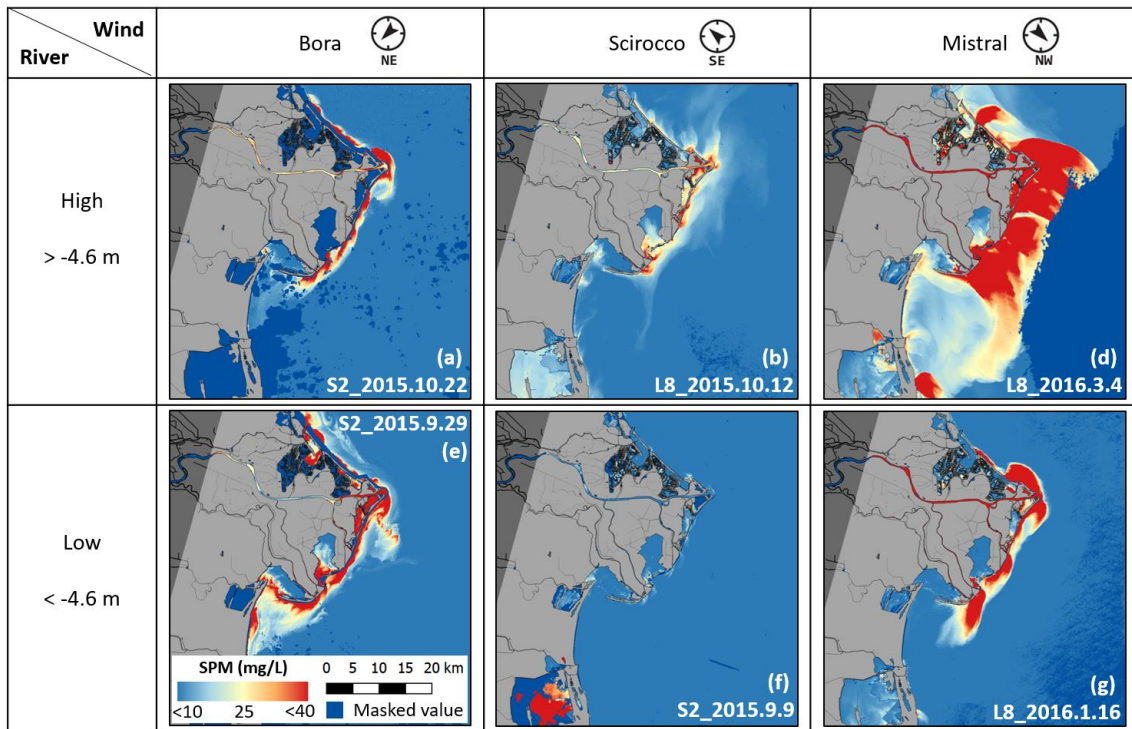 Wind
River
Bora
NE
Scirocco
SE
Mistral
NW
High
> -4.6 m
(a)
S2_2015.10.22
(b)
L8_2015.10.12
(d)
L8_2016.3.4
Low
< -4.6 m
S2_2015.9.29
(e)
SPM (mg/L)
<10 25 <40
0 5 10 15 20 km
Masked value
(f)
S2_2015.9.9
(g)
L8_2016.1.16